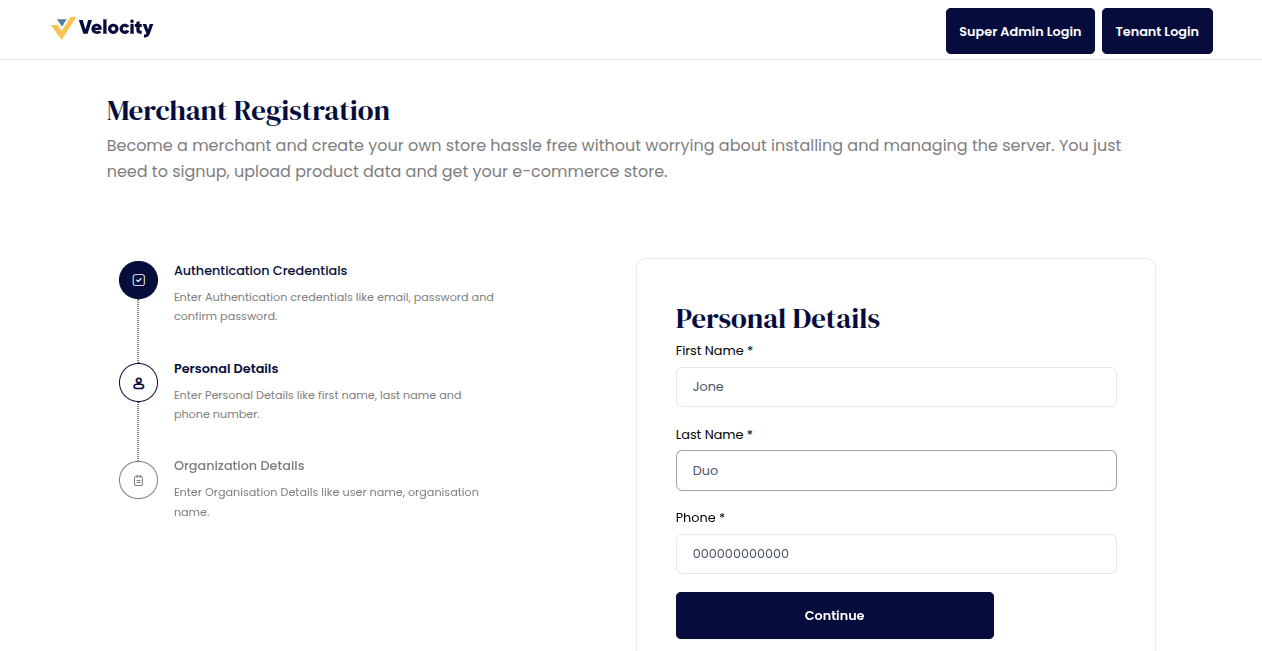 Velocity
Super Admin Login
Tenant Login
Merchant Registration
Become a merchant and create your own store hassle free without worrying about installing and managing the server. You just
need to signup, upload product data and get your e-commerce store.
Authentication Credentials
Enter Authentication credentials like email, password and
confirm password.
Personal Details
Enter Personal Details like first name, last name and
phone number.
Organization Details
Enter Organisation Details like user name, organisation
name.
Personal Details
First Name *
Jone
Last Name *
Duo
Phone *
000000000000
Continue